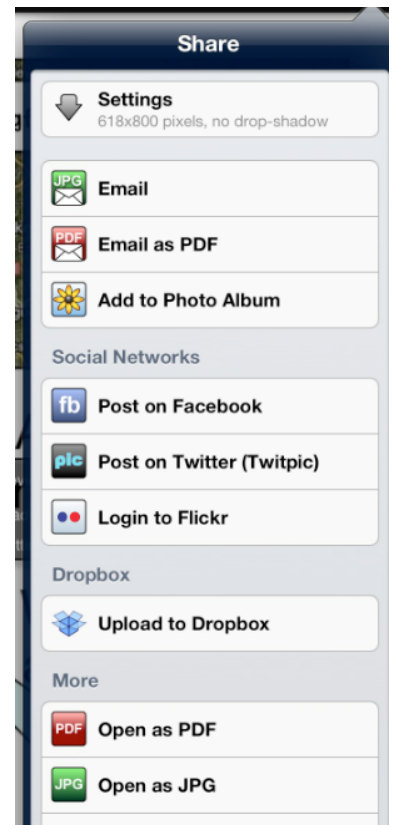 Share
Settings
618x800 pixels, no drop-shadow
JPG
Email
PDF
Email as PDF
Add to Photo Album
Social Networks
fb
Post on Facebook
pic
Post on Twitter (Twitpic)
Login to Flickr
Dropbox
Upload to Dropbox
More
PDF
Open as PDF
JPG
Open as JPG